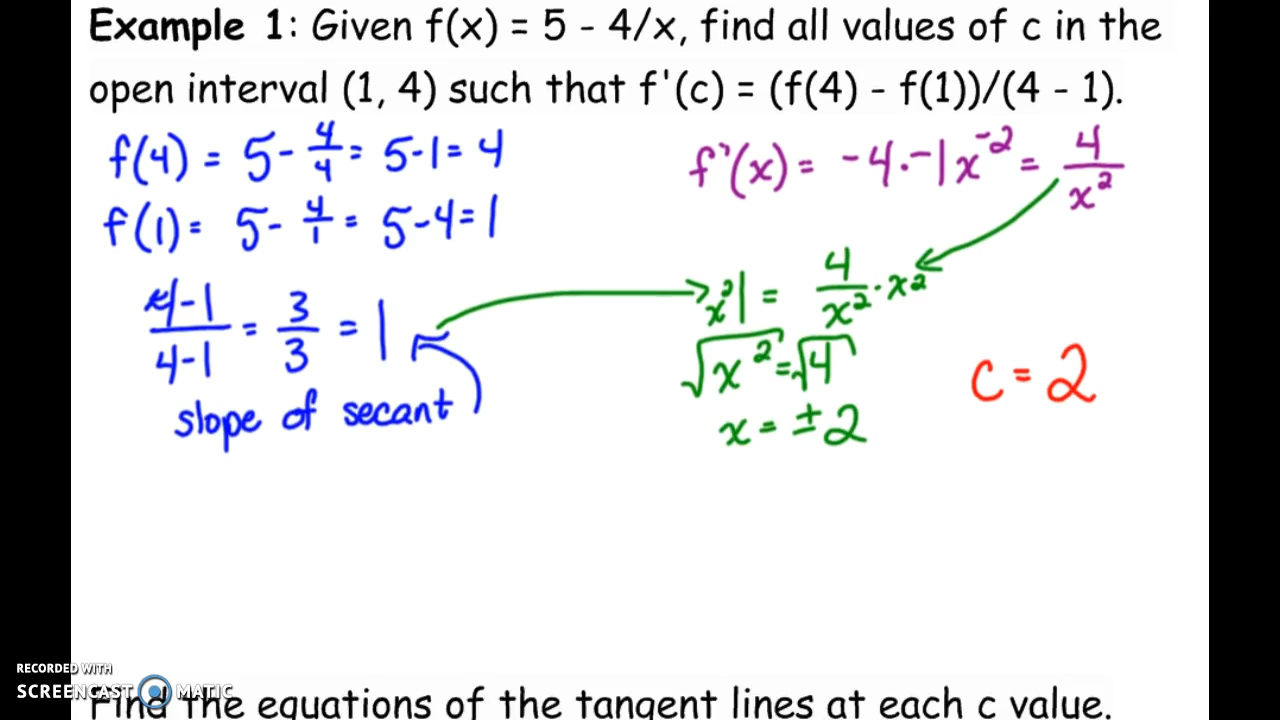 Example 1: Given f(x) = 5 - 4/x, find all values of c in the
open interval (1, 4) such that f'(c) = (f(4) - f(1))/(4 - 1).
f(4) = 5 - 4/4 = 5-1 = 4
f(1) = 5 - 4/1 = 5-4 = 1
4-1/4-1 = 3/3 = 1
slope of secant
f'(x) = -4·-1x^-2 = 4/x^2
x^2 1 = 4/x^2 · x^2
√x^2 = √4
x = ±2
c = 2
RECORDED WITH
SCREENCAST MATIC
Find the equations of the tangent lines at each c value.